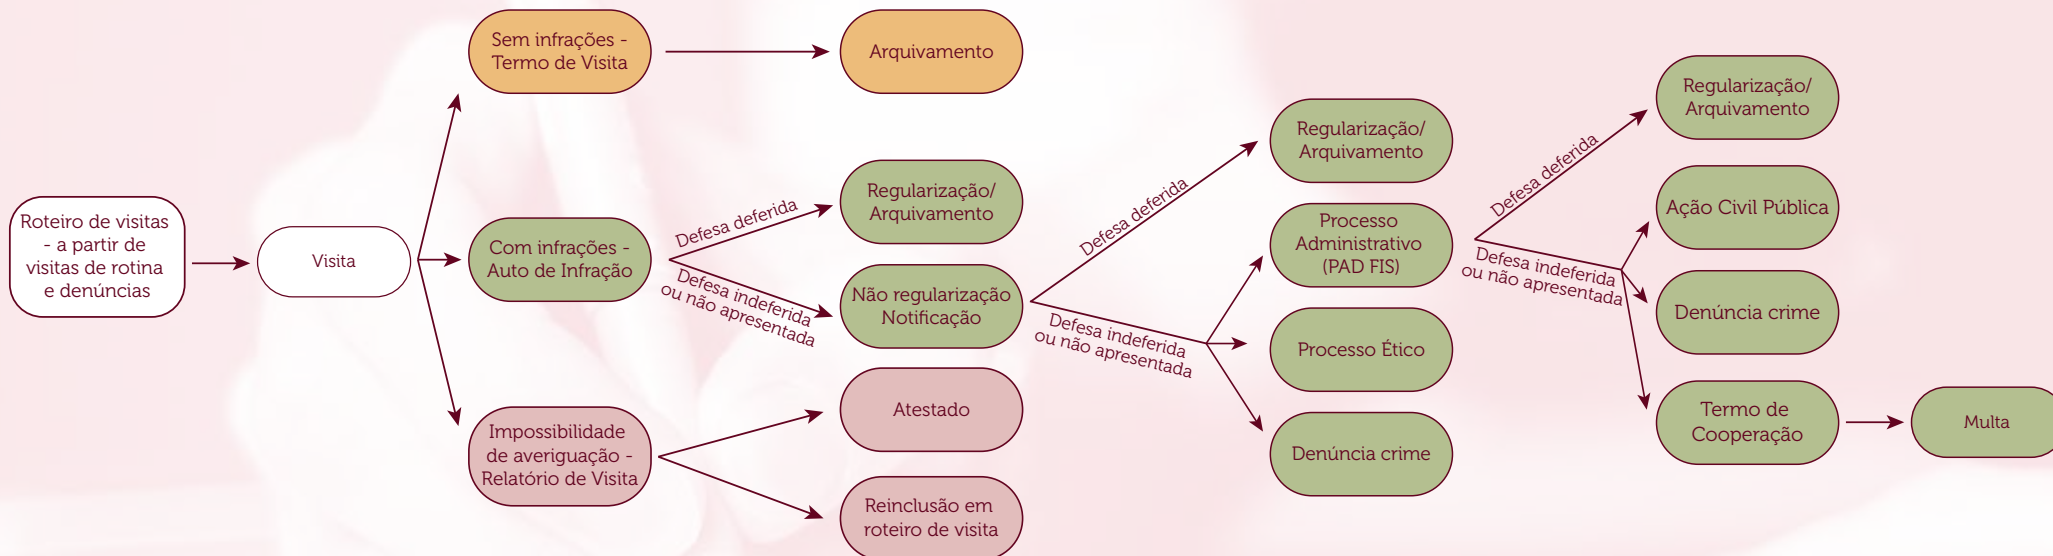 Roteiro de visitas
- a partir de
visitas de rotina
e denúncias
Visita
Sem infrações -
Termo de Visita
Arquivamento
Com infrações -
Auto de Infração
Defesa deferida
Defesa indeferida
ou não apresentada
Regularização/
Arquivamento
Não regularização
Notificação
Impossibilidade
de averiguação -
Relatório de Visita
Atestado
Reinclusão em
roteiro de visita
Defesa deferida
Defesa indeferida
ou não apresentada
Regularização/
Arquivamento
Processo
Administrativo
(PAD FIS)
Processo Ético
Denúncia crime
Defesa deferida
Defesa indeferida
ou não apresentada
Regularização/
Arquivamento
Ação Civil Pública
Denúncia crime
Termo de
Cooperação
Multa